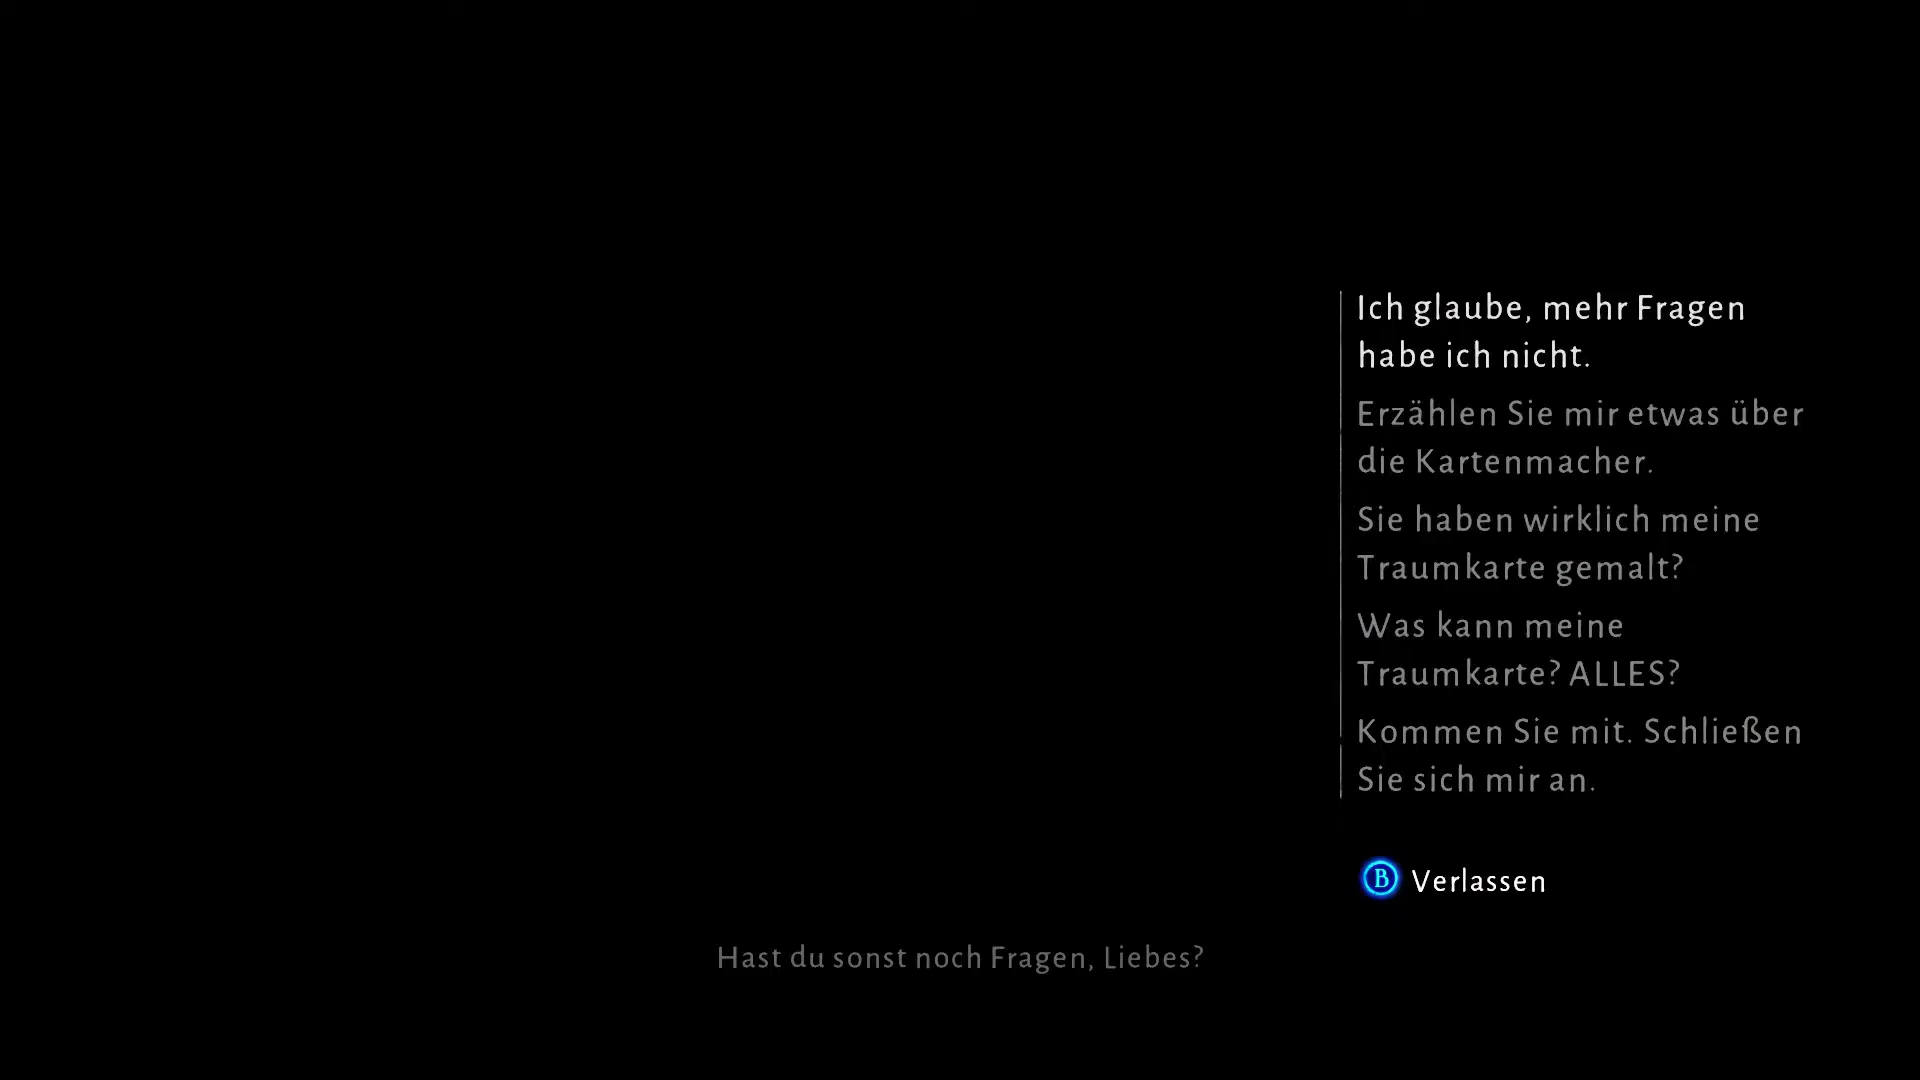 Ich glaube, mehr Fragen
habe ich nicht.
Erzählen Sie mir etwas über
die Kartenmacher.
Sie haben wirklich meine
Traumkarte gemalt?
Was kann meine
Traumkarte? ALLES?
Kommen Sie mit. Schließen
Sie sich mir an.
B Verlassen
Hast du sonst noch Fragen, Liebes?